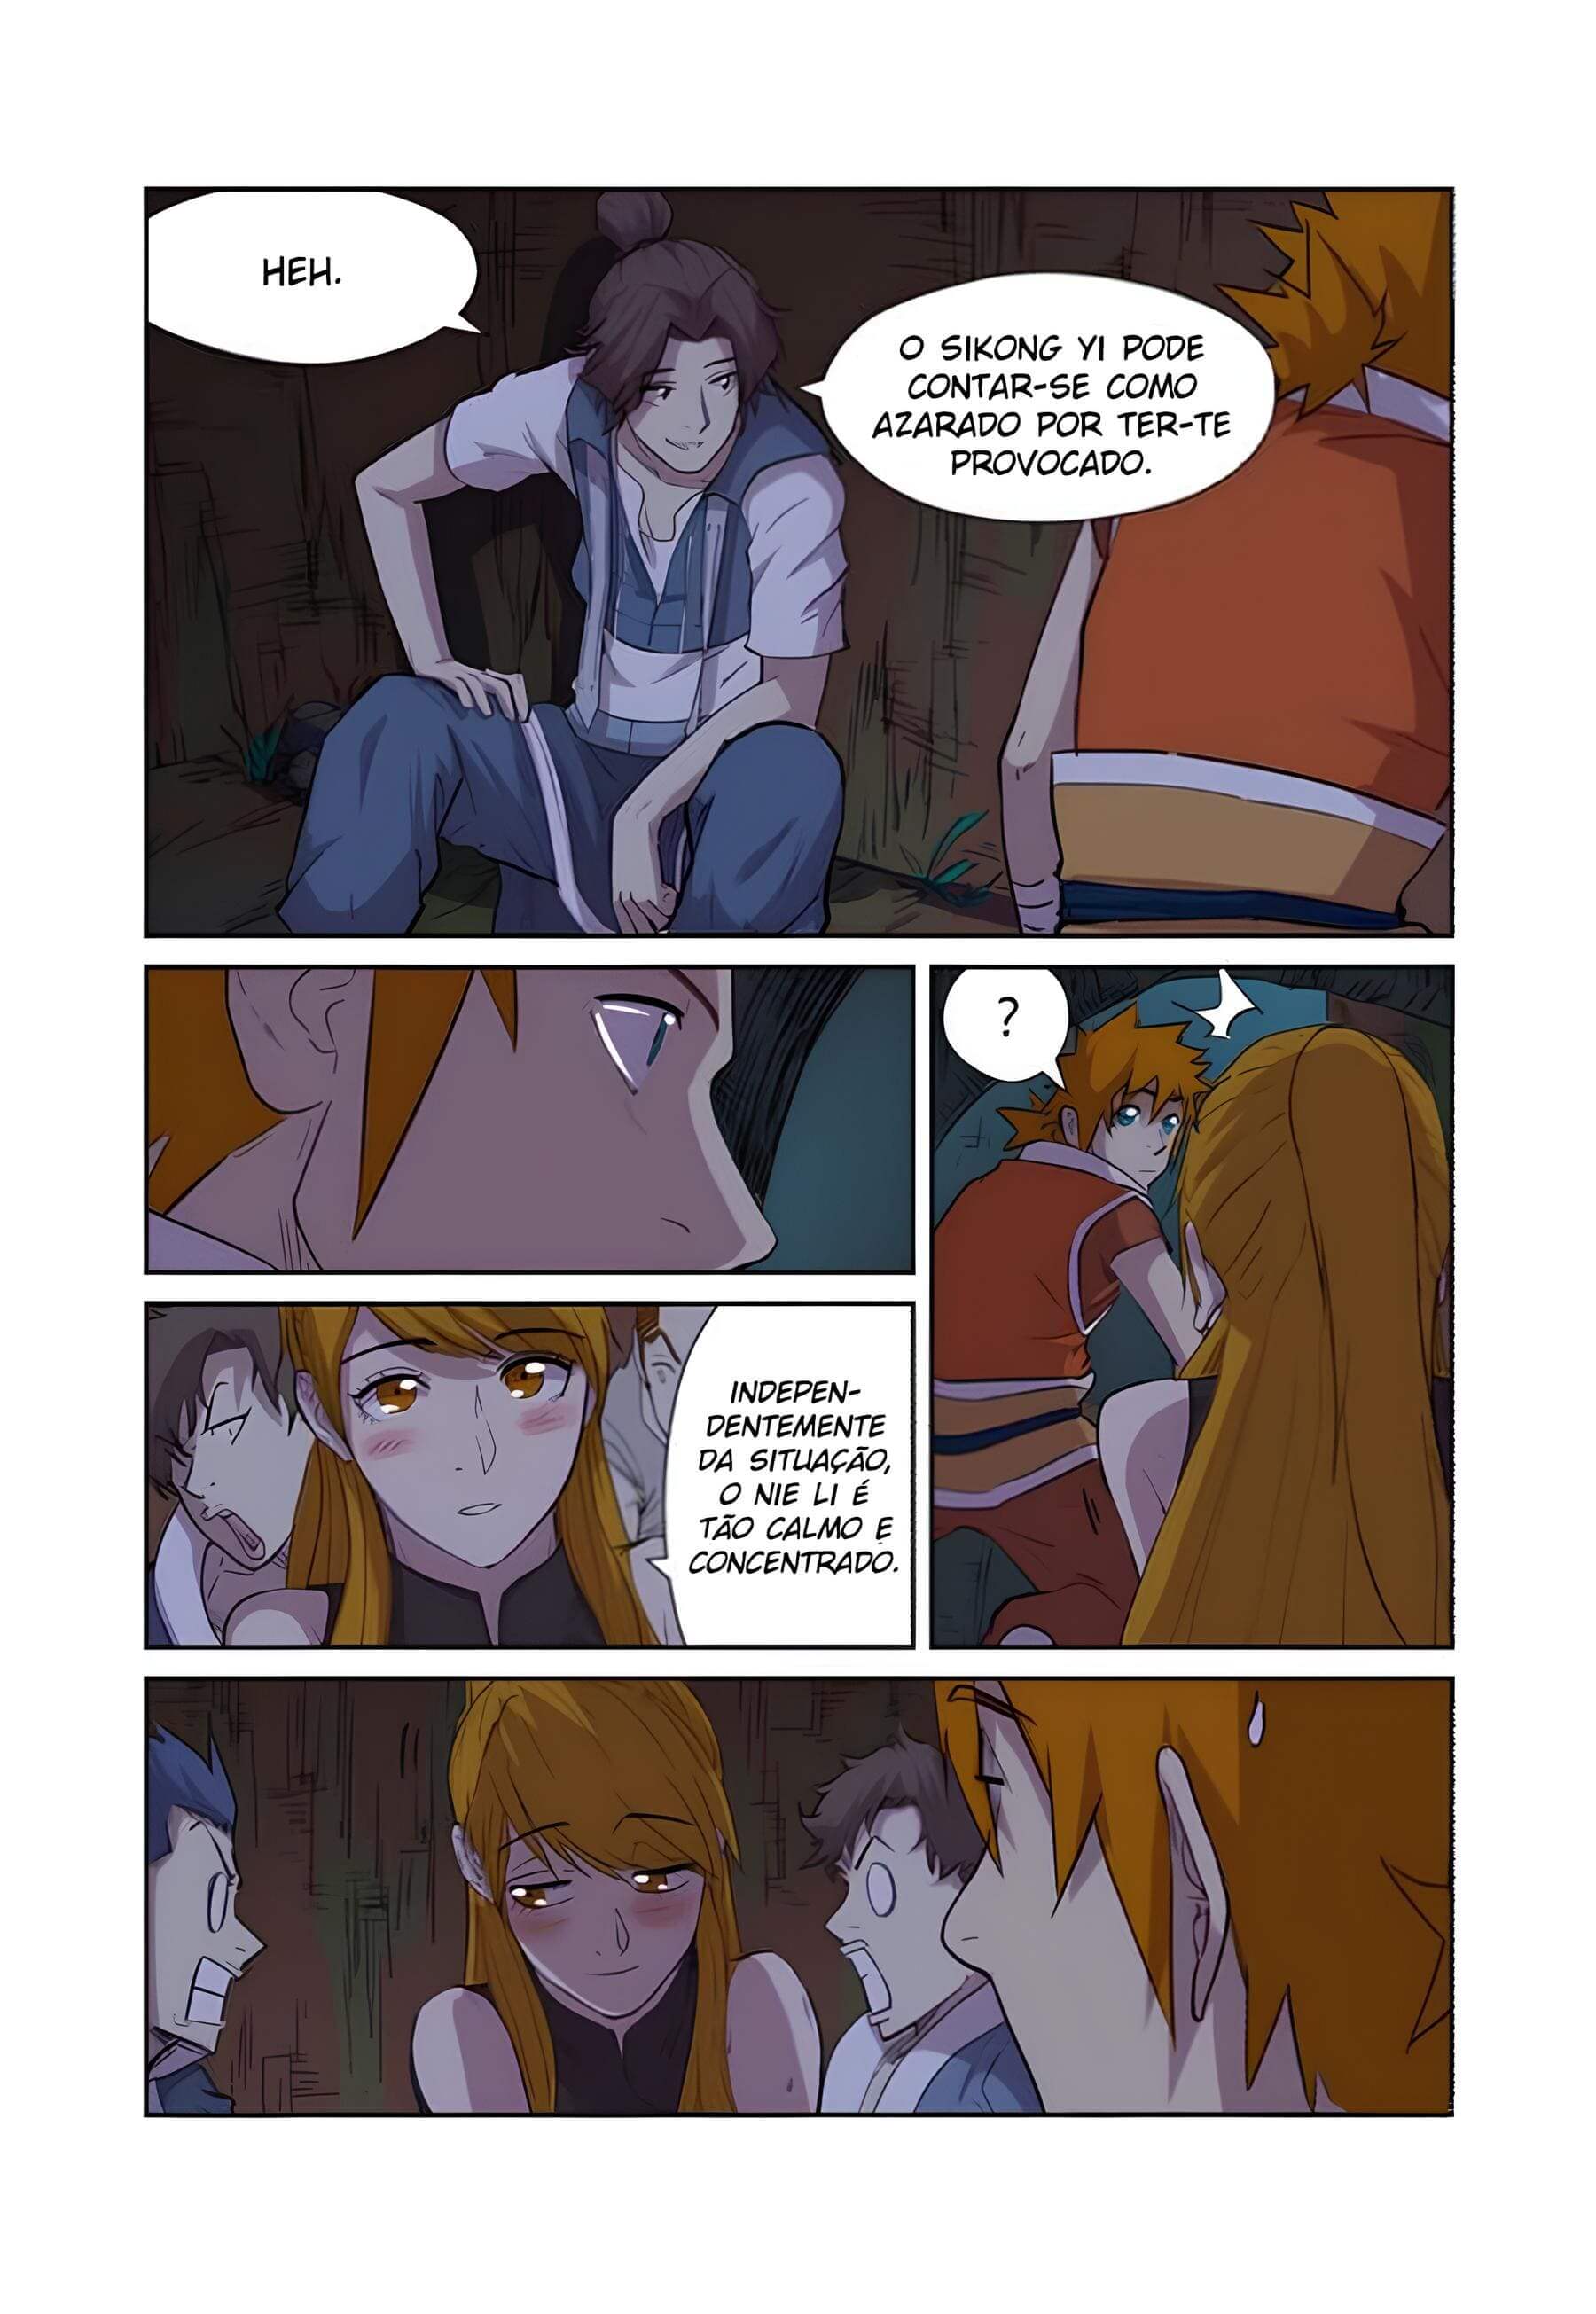 HEH.
O SIKONG YI PODE
CONTAR-SE COMO
AZARADO POR TER-TE
PROVOCADO.
?
INDEPEN-
DENTEMENTE
DA SITUAÇÃO,
O NIE LI É
TÃO CALMO E
CONCENTRADO.